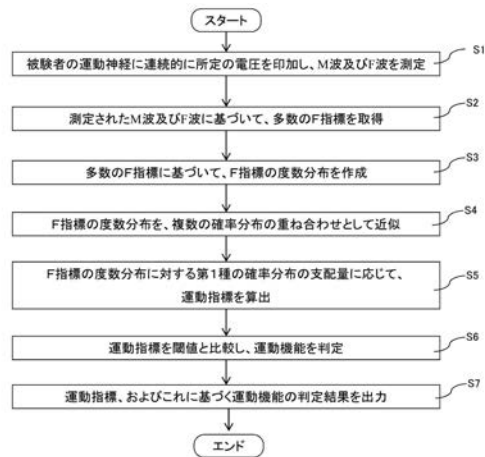 スタート
被験者の運動神経に連続的に所定の電圧を印加し、M波及びF波を測定
S1
測定されたM波及びF波に基づいて、多数のF指標を取得
S2
多数のF指標に基づいて、F指標の度数分布を作成
S3
F指標の度数分布を、複数の確率分布の重ね合わせとして近似
S4
F指標の度数分布に対する第1種の確率分布の支配量に応じて、
運動指標を算出
S5
運動指標を閾値と比較し、運動機能を判定
S6
運動指標、およびこれに基づく運動機能の判定結果を出力
S7
エンド